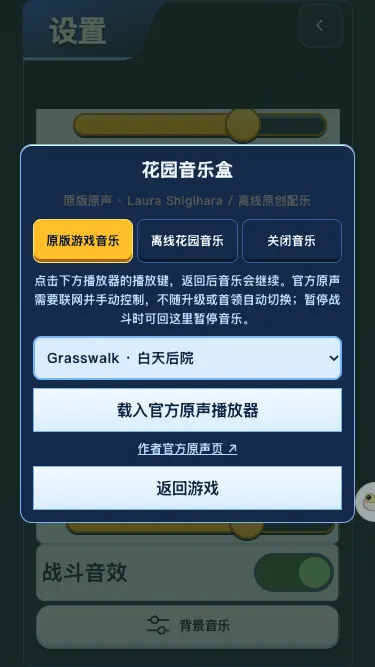 设置
花园音乐盒
原版原声 · Laura Shigihara / 离线原创配乐
原版游戏音乐
离线花园音乐
关闭音乐
点击下方播放器的播放键，返回后音乐会继续。官方原声
需要联网并手动控制，不随升级或首领自动切换；暂停战
斗时可回这里暂停音乐。
Grasswalk · 白天后院
载入官方原声播放器
作者官方原声页 ↗
返回游戏
战斗音效
背景音乐